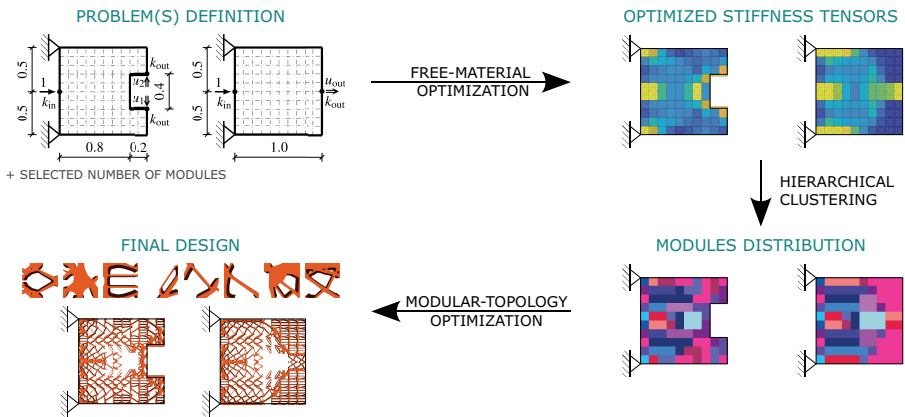 PROBLEM(S) DEFINITION
0.5
0.5
1
k_in
k_out
u_2
u_1
k_out
0.4
0.8
0.2
0.5
0.5
1
k_in
u_out
k_out
1.0
+ SELECTED NUMBER OF MODULES
FREE-MATERIAL
OPTIMIZATION
OPTIMIZED STIFFNESS TENSORS
HIERARCHICAL
CLUSTERING
MODULES DISTRIBUTION
MODULAR-TOPOLOGY
OPTIMIZATION
FINAL DESIGN